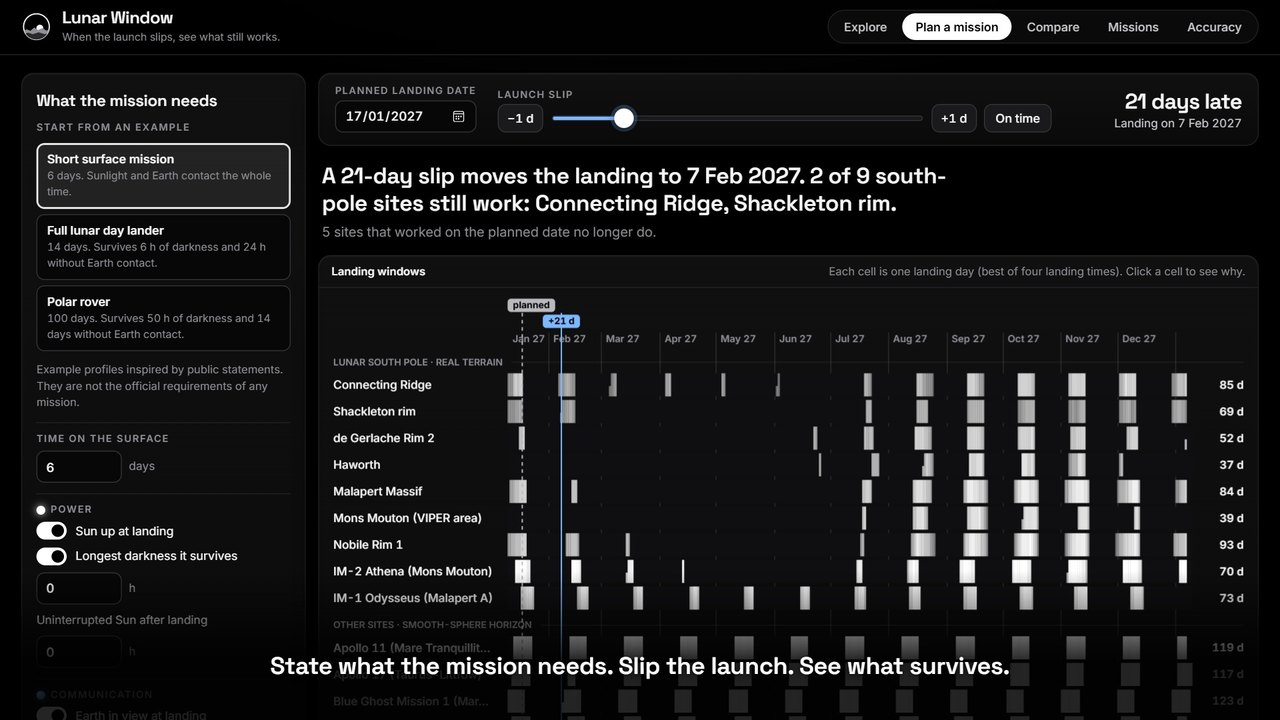 Lunar Window
When the launch slips, see what still works.
Explore
Plan a mission
Compare
Missions
Accuracy
What the mission needs
START FROM AN EXAMPLE
Short surface mission
6 days. Sunlight and Earth contact the whole
time.
Full lunar day lander
14 days. Survives 6 h of darkness and 24 h
without Earth contact.
Polar rover
100 days. Survives 50 h of darkness and 14
days without Earth contact.
Example profiles inspired by public statements.
They are not the official requirements of any
mission.
TIME ON THE SURFACE
6 days
POWER
Sun up at landing
Longest darkness it survives
0 h
Uninterrupted Sun after landing
0 h
COMMUNICATION
Earth in view at landing
PLANNED LANDING DATE
17/01/2027
LAUNCH SLIP
−1 d
+1 d
On time
21 days late
Landing on 7 Feb 2027
A 21-day slip moves the landing to 7 Feb 2027. 2 of 9 south-
pole sites still work: Connecting Ridge, Shackleton rim.
5 sites that worked on the planned date no longer do.
Landing windows
Each cell is one landing day (best of four landing times). Click a cell to see why.
planned
+21 d
Jan 27 Feb 27 Mar 27 Apr 27 May 27 Jun 27 Jul 27 Aug 27 Sep 27 Oct 27 Nov 27 Dec 27
LUNAR SOUTH POLE · REAL TERRAIN
Connecting Ridge 85 d
Shackleton rim 69 d
de Gerlache Rim 2 52 d
Haworth 37 d
Malapert Massif 84 d
Mons Mouton (VIPER area) 39 d
Nobile Rim 1 93 d
IM-2 Athena (Mons Mouton) 70 d
IM-1 Odysseus (Malapert A) 73 d
OTHER SITES · SMOOTH-SPHERE HORIZON
Apollo 11 (Mare Tranquillit... 119 d
117 d
Blue Ghost Mission 1 (Mar... 123 d
State what the mission needs. Slip the launch. See what survives.